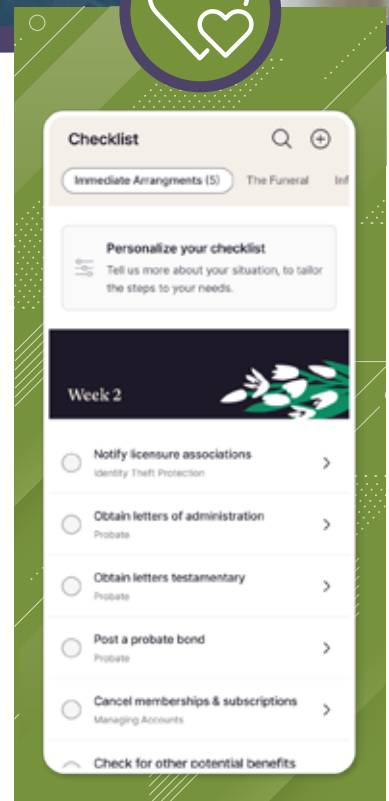 Checklist
Immediate Arrangments (5) The Funeral Inf
Personalize your checklist
Tell us more about your situation, to tailor
the steps to your needs.
Week 2
Notify licensure associations
Identity Theft Protection
Obtain letters of administration
Probate
Obtain letters testamentary
Probate
Post a probate bond
Probate
Cancel memberships & subscriptions
Managing Accounts
Check for other potential benefits